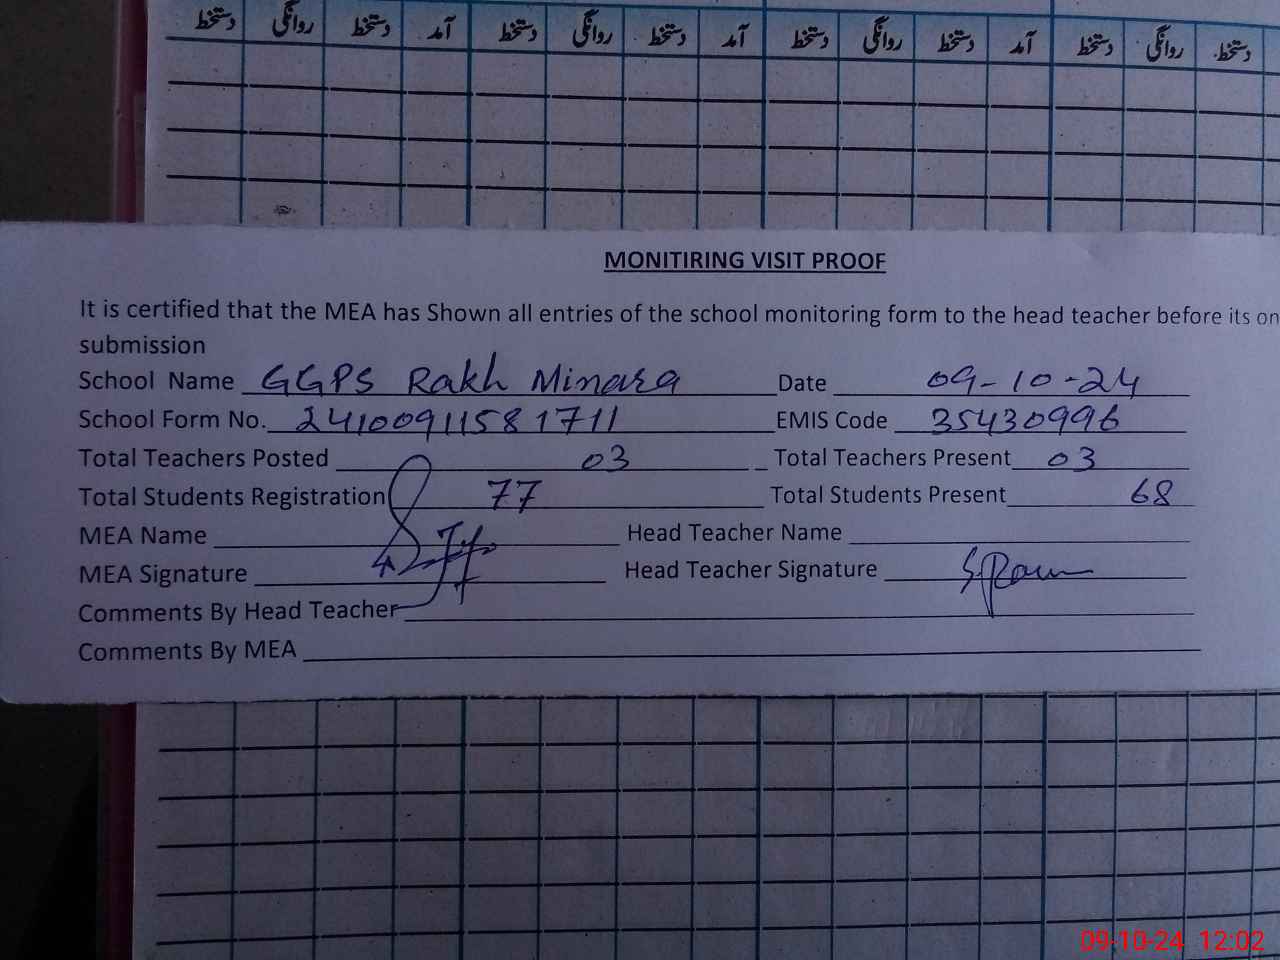 دستخط روانگی دستخط آمد دستخط روانگی دستخط آمد دستخط روانگی دستخط آمد دستخط روانگی دستخط
MONITIRING VISIT PROOF
It is certified that the MEA has Shown all entries of the school monitoring form to the head teacher before its on
submission
School Name GGPS Rakh Minara Date 09-10-24
School Form No. 24100911581711 EMIS Code 35430996
Total Teachers Posted 03 Total Teachers Present 03
Total Students Registration 77 Total Students Present 68
MEA Name Head Teacher Name
MEA Signature Head Teacher Signature
Comments By Head Teacher
Comments By MEA
09-10-24 12:02